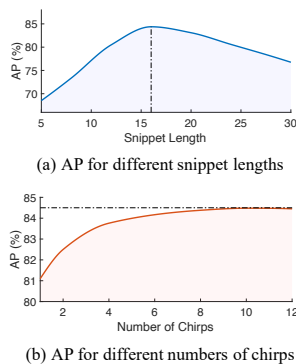 AP (%)
85
80
75
70
5 10 15 20 25 30
Snippet Length
(a) AP for different snippet lengths
AP (%)
85
84
83
82
81
80
2 4 6 8 10 12
Number of Chirps
(b) AP for different numbers of chirps